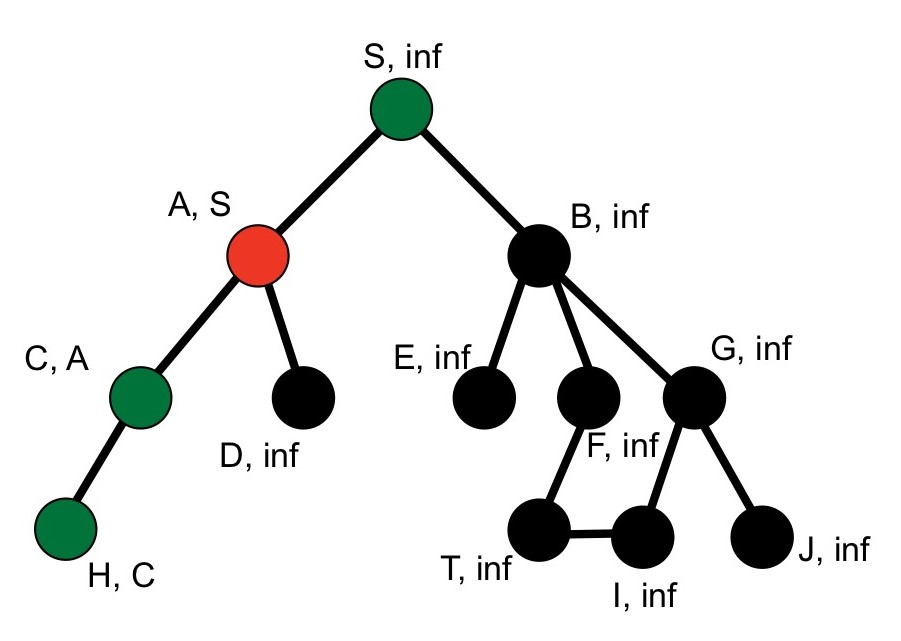 S, inf
A, S
B, inf
C, A
E, inf
G, inf
D, inf
F, inf
T, inf
J, inf
H, C
I, inf